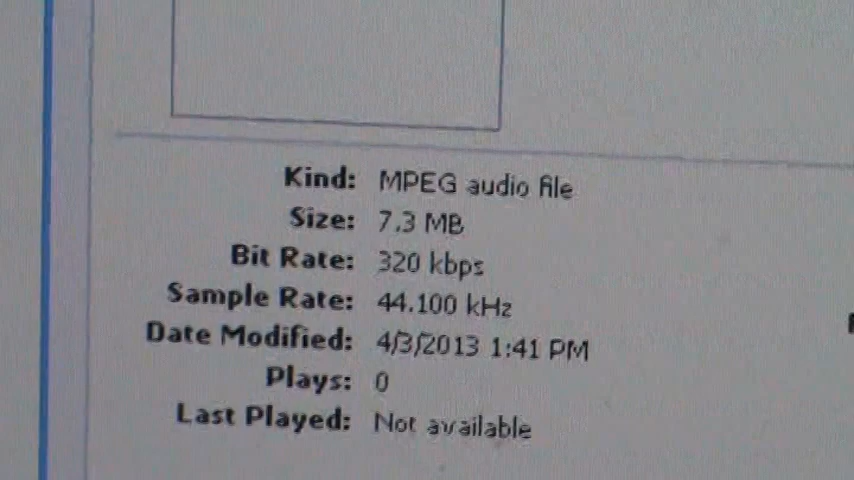 Kind: MPEG audio file
Size: 7.3 MB
Bit Rate: 320 kbps
Sample Rate: 44.100 kHz
Date Modified: 4/3/2013 1:41 PM
Plays: 0
Last Played: Not available